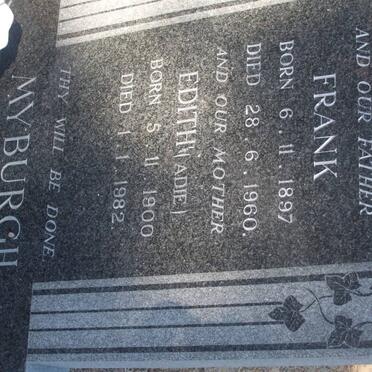 AND OUR FATHER
FRANK
BORN 6. 11. 1897
DIED 28. 6. 1960.
AND OUR MOTHER
EDITH (ADIE)
BORN 5. 11. 1900
DIED 1. 1. 1982.
THY WILL BE DONE.
MYBURGH